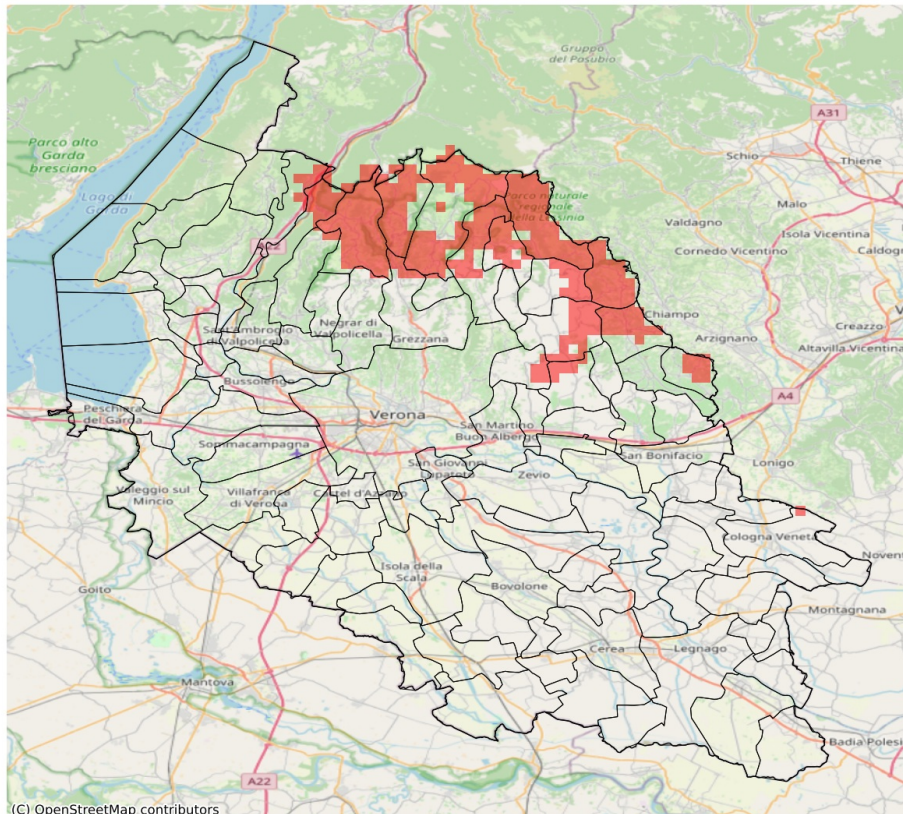 Gruppo
del Pasubio
A31
Schio
Thiene
Parco alto
Garda
bresciano
Lago di
Garda
Parco naturale
regionale
della Lessinia
Malo
Valdagno
Isola Vicentina
Cornedo Vicentino
Caldogno
A22
Sant'Ambrogio
di Valpolicella
Negrar di
Valpolicella
Grezzana
Chiampo
Creazzo
Arzignano
Altavilla Vicentina
Bussolengo
A4
Peschiera
del Garda
Verona
Sommacampagna
San Martino
Buon Albergo
San Giovanni
Lupatoto
Zevio
San Bonifacio
Lonigo
Valeggio sul
Mincio
Villafranca
di Verona
Castel d'Azzano
Cologna Veneta
Isola della
Scala
Bovolone
Goito
Montagnana
Cerea
Legnago
Mantova
Badia Polesi
A22
(C) OpenStreetMap contributors